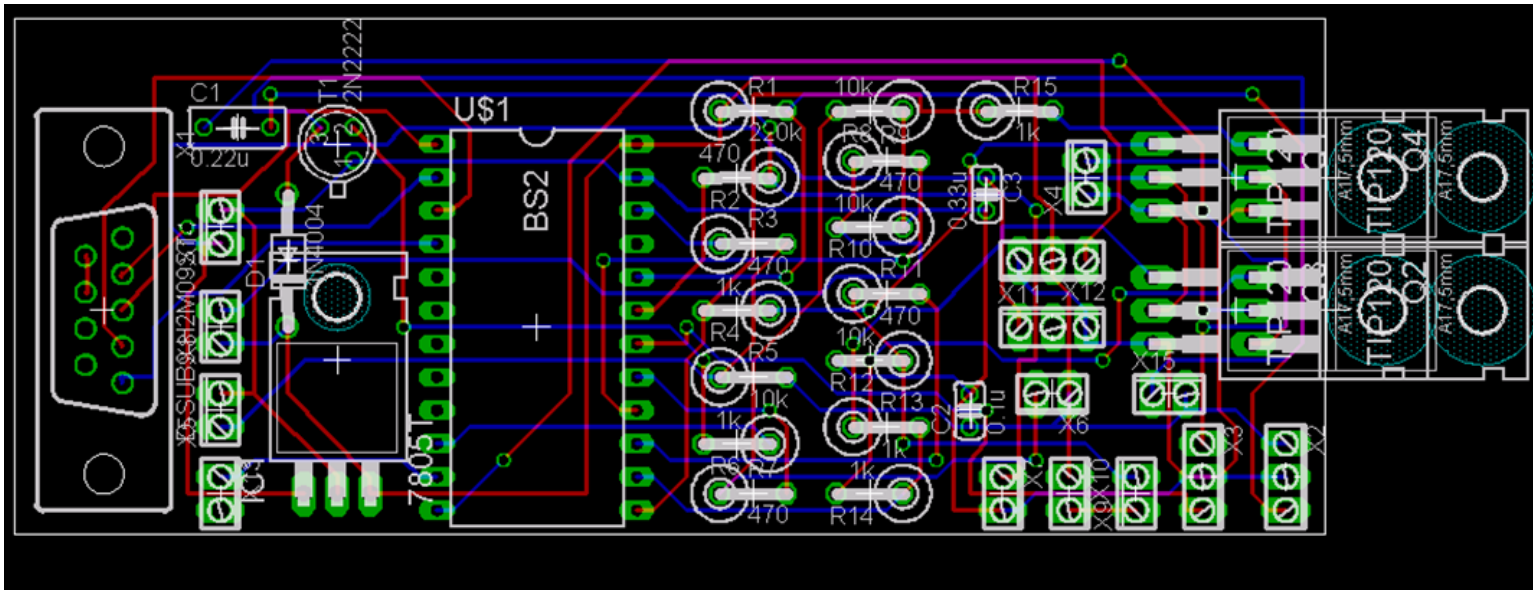 C1
0.22u
X1
T1
2N2222
U$1
BS2
D1
7805T
R1
220k
470
R2
R3
470
1k
R4
R5
10k
1k
R6
R7
470
10k
R8
R9
470
10k
R10
R11
470
10k
R12
R13
1k
1k
R14
R15
1k
0.33u
C3
X4
X11
X12
C2
0.1u
X6
X15
X3
X2
X9
X10
TIP120
Q4
A17,5mm
A17,5mm
TIP120
Q2
A17,5mm
A17,5mm